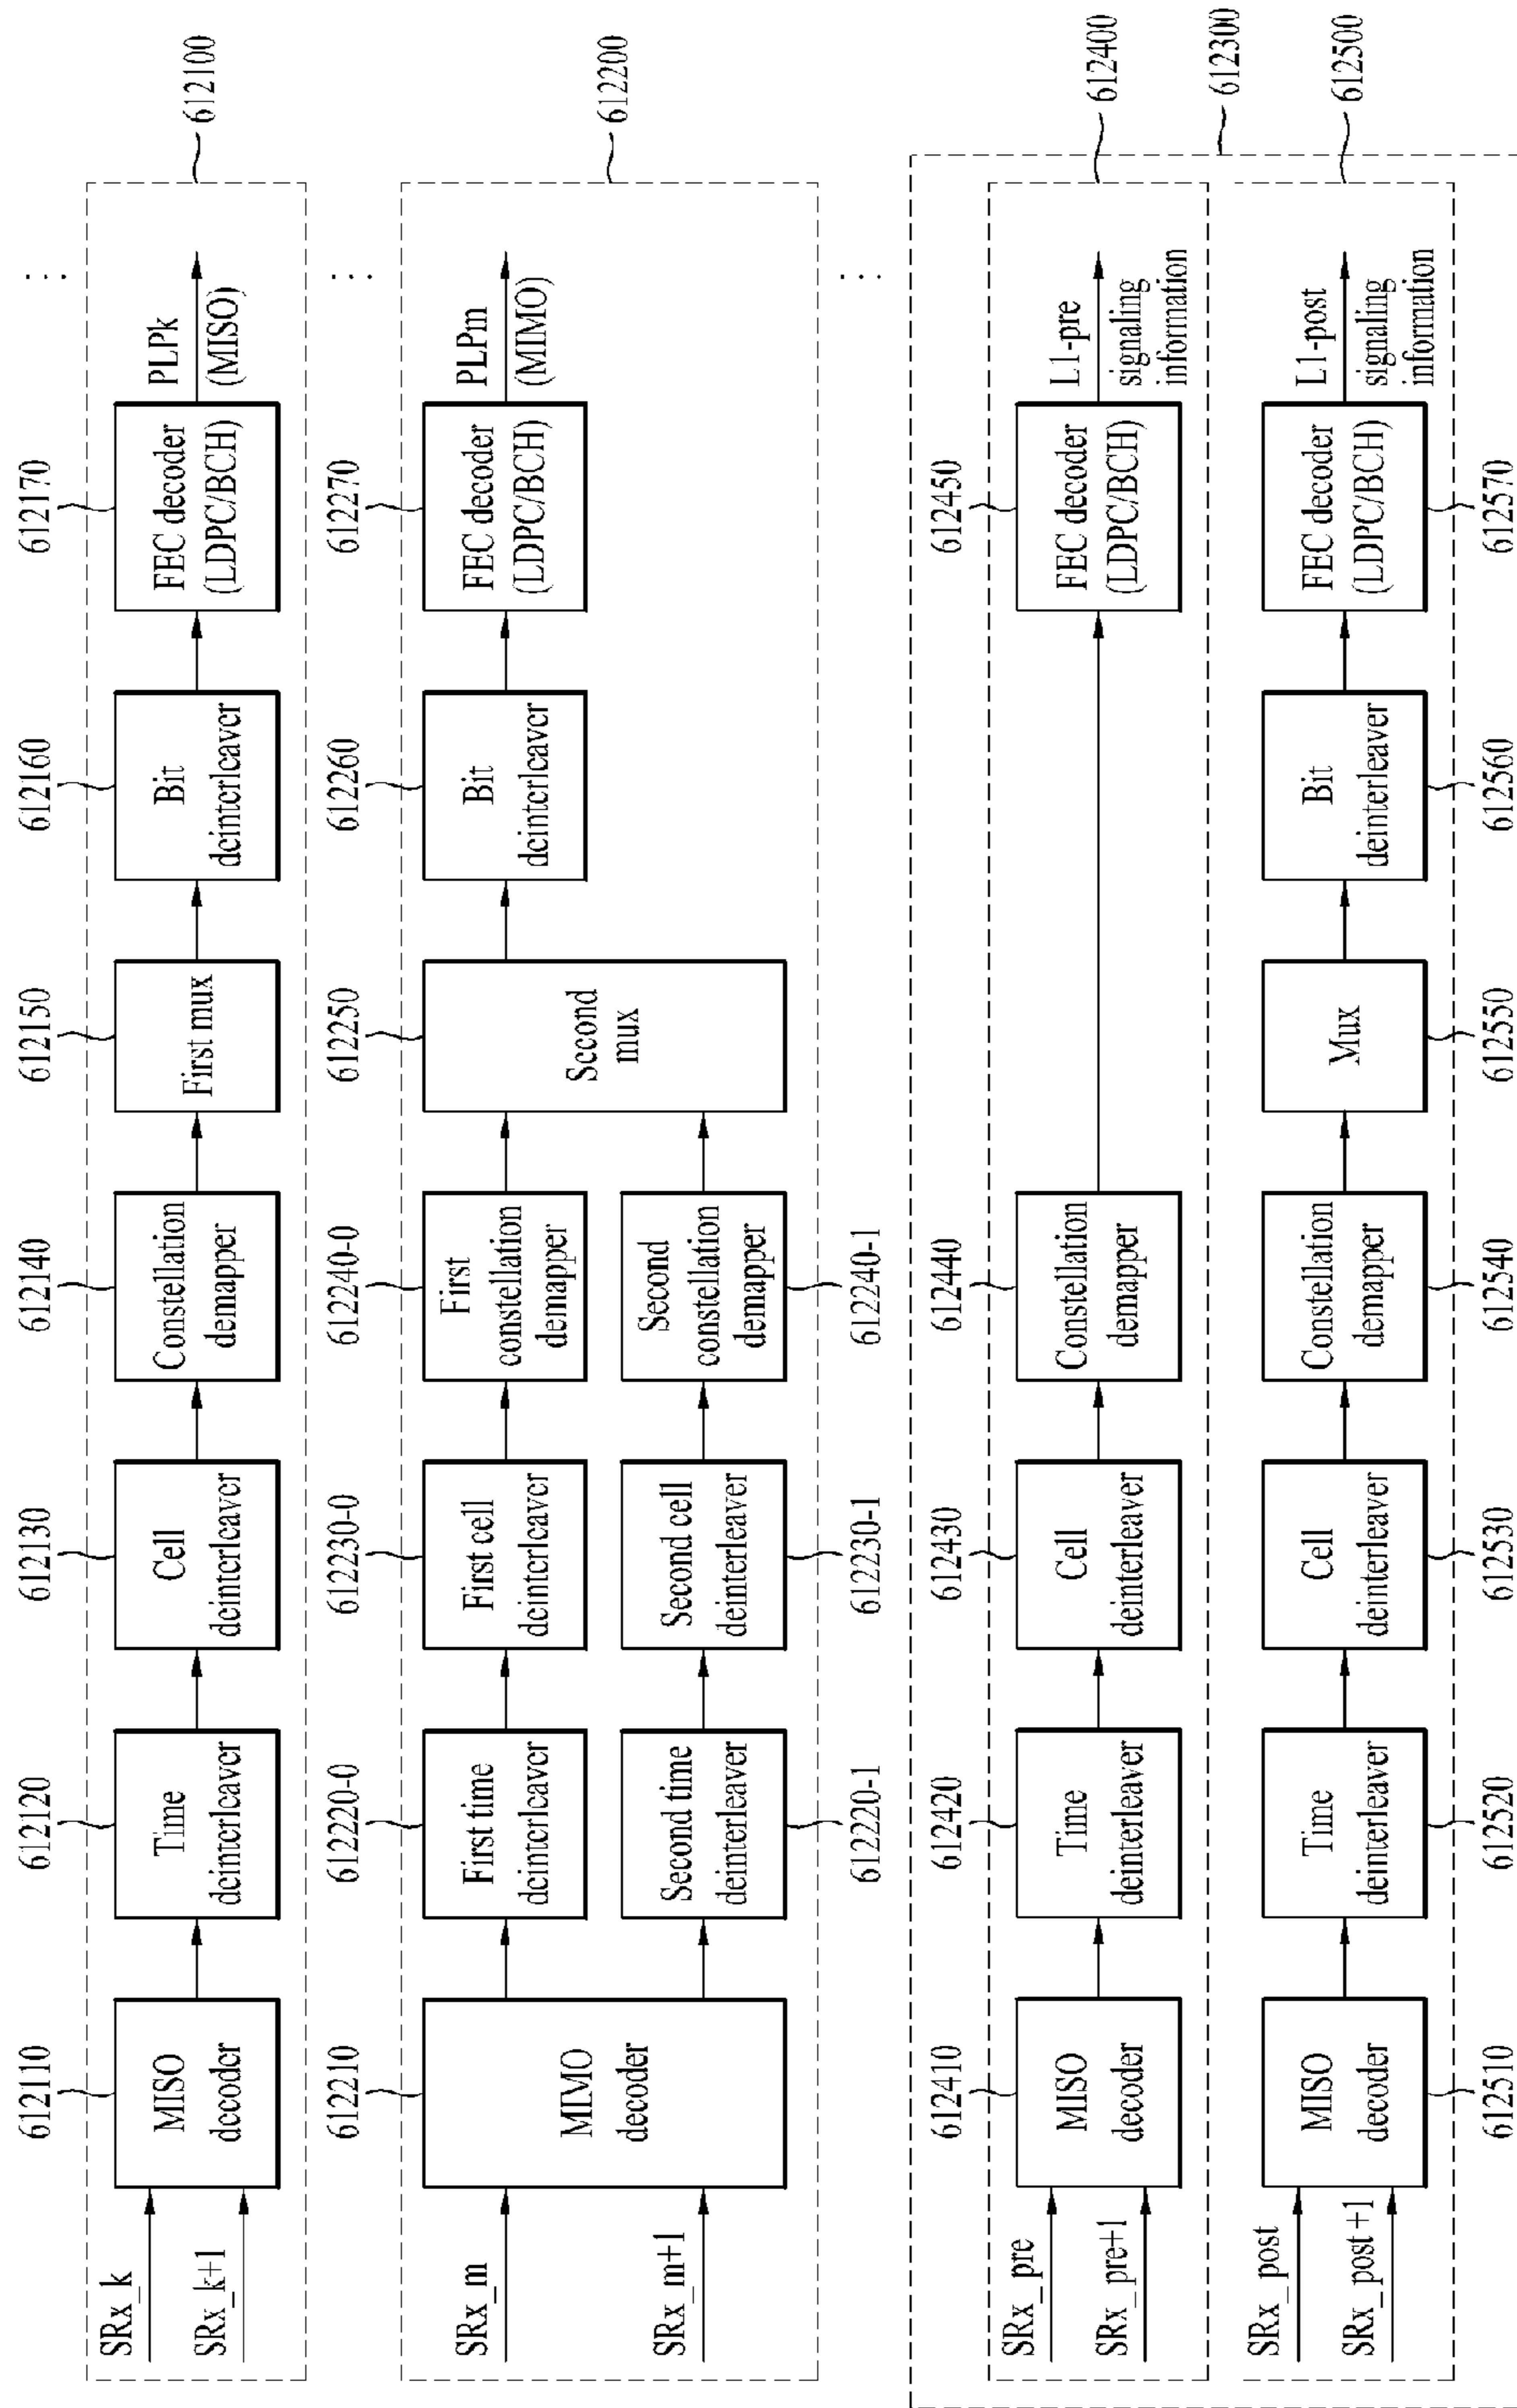 612110
612120
612130
612140
612150
612160
612170
SRx_k
SRx_k+1
MISO
decoder
Time
deinterleaver
Cell
deinterleaver
Constellation
demapper
First mux
Bit
deinterleaver
FEC decoder
(LDPC/BCH)
PLPk
(MISO)
⋮
612100
612210
612220-0
612230-0
612240-0
612250
612260
612270
SRx_m
SRx_m+1
MIMO
decoder
First time
deinterleaver
First cell
deinterleaver
First
constellation
demapper
Second
mux
Bit
deinterleaver
FEC decoder
(LDPC/BCH)
PLPm
(MIMO)
⋮
612200
Second time
deinterleaver
Second cell
deinterleaver
Second
constellation
demapper
612220-1
612230-1
612240-1
⋮
612410
612420
612430
612440
612450
SRx_pre
SRx_pre+1
MISO
decoder
Time
deinterleaver
Cell
deinterleaver
Constellation
demapper
FEC decoder
(LDPC/BCH)
L1-pre
signaling
information
612400
612300
SRx_post
SRx_post+1
MISO
decoder
Time
deinterleaver
Cell
deinterleaver
Constellation
demapper
Mux
Bit
deinterleaver
FEC decoder
(LDPC/BCH)
L1-post
signaling
information
612500
612510
612520
612530
612540
612550
612560
612570